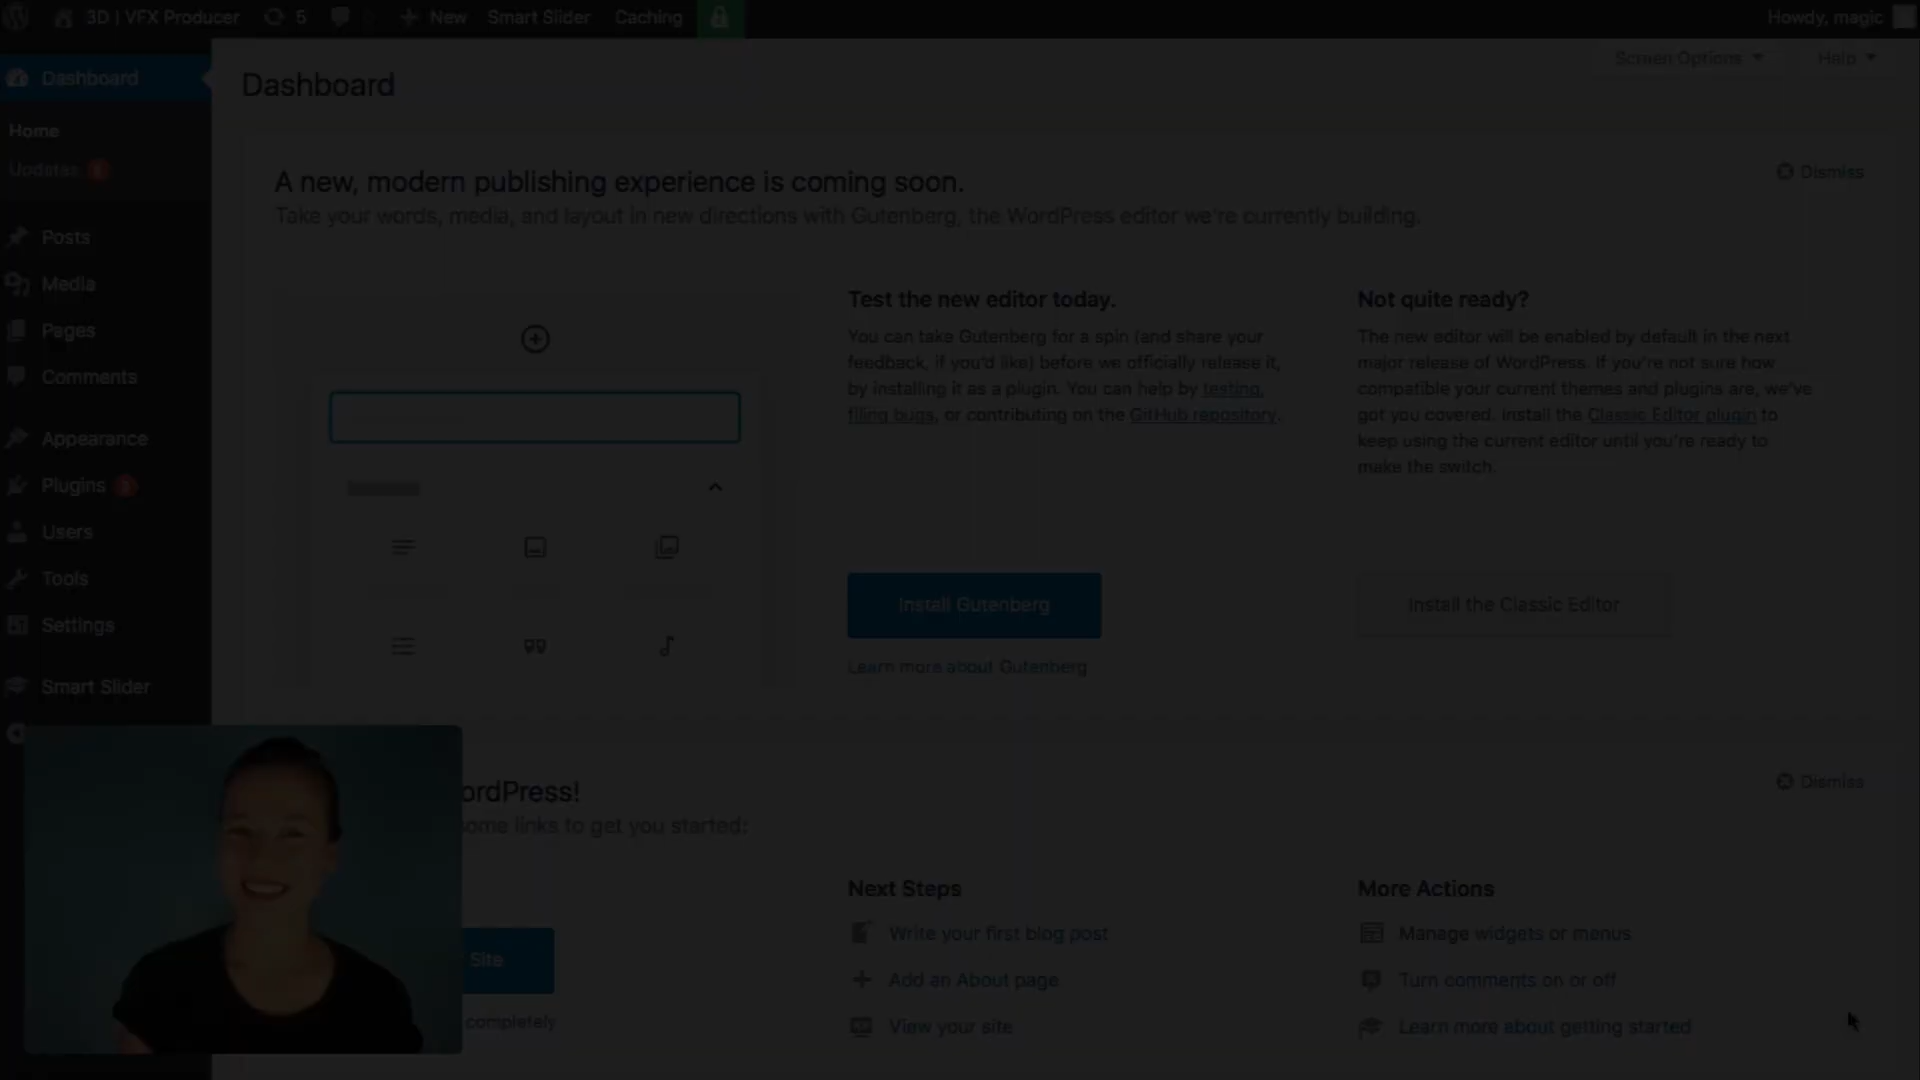 3D | VFX Producer
5
New
Smart Slider
Caching
Howdy, magic
Dashboard
Home
Updates
Posts
Media
Pages
Comments
Appearance
Plugins
Users
Tools
Settings
Smart Slider
Screen Options
Help
Dashboard
A new, modern publishing experience is coming soon.
Dismiss
Take your words, media, and layout in new directions with Gutenberg, the WordPress editor we're currently building.
Test the new editor today.
You can take Gutenberg for a spin (and share your
feedback, if you'd like) before we officially release it,
by installing it as a plugin. You can help by testing,
filing bugs, or contributing on the GitHub repository.
Install Gutenberg
Learn more about Gutenberg
Not quite ready?
The new editor will be enabled by default in the next
major release of WordPress. If you're not sure how
compatible your current themes and plugins are, we've
got you covered. Install the Classic Editor plugin to
keep using the current editor until you're ready to
make the switch.
Install the Classic Editor
ordPress!
Dismiss
some links to get you started:
Site
completely
Next Steps
Write your first blog post
Add an About page
View your site
More Actions
Manage widgets or menus
Turn comments on or off
Learn more about getting started